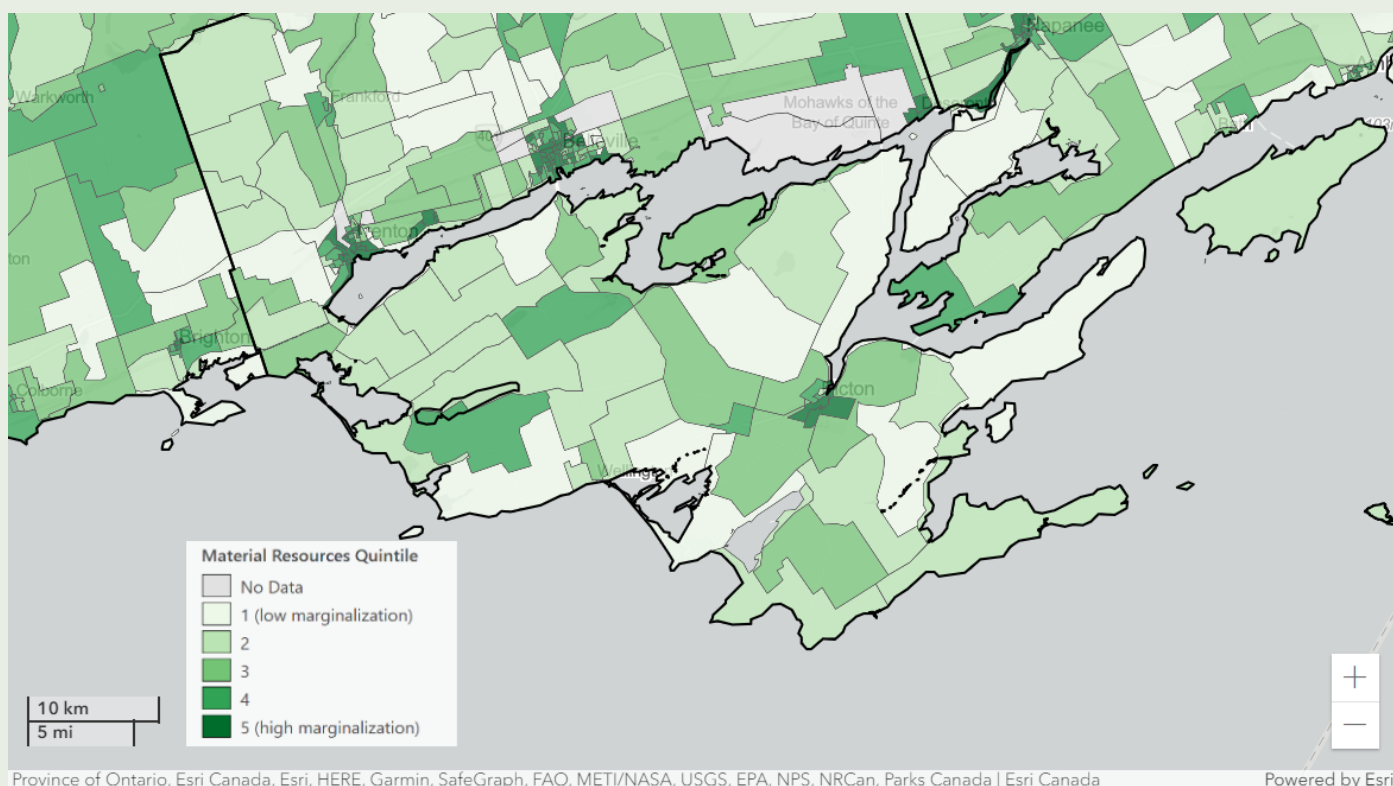 Napanee
Warkworth
Frankford
Mohawks of the
Bay of Quinte
Bath
Belleville
Trenton
Brighton
Colborne
Picton
Wellington
Material Resources Quintile
No Data
1 (low marginalization)
2
3
4
5 (high marginalization)
10 km
5 mi
+
−
Province of Ontario, Esri Canada, Esri, HERE, Garmin, SafeGraph, FAO, METI/NASA, USGS, EPA, NPS, NRCan, Parks Canada | Esri Canada
Powered by Esri